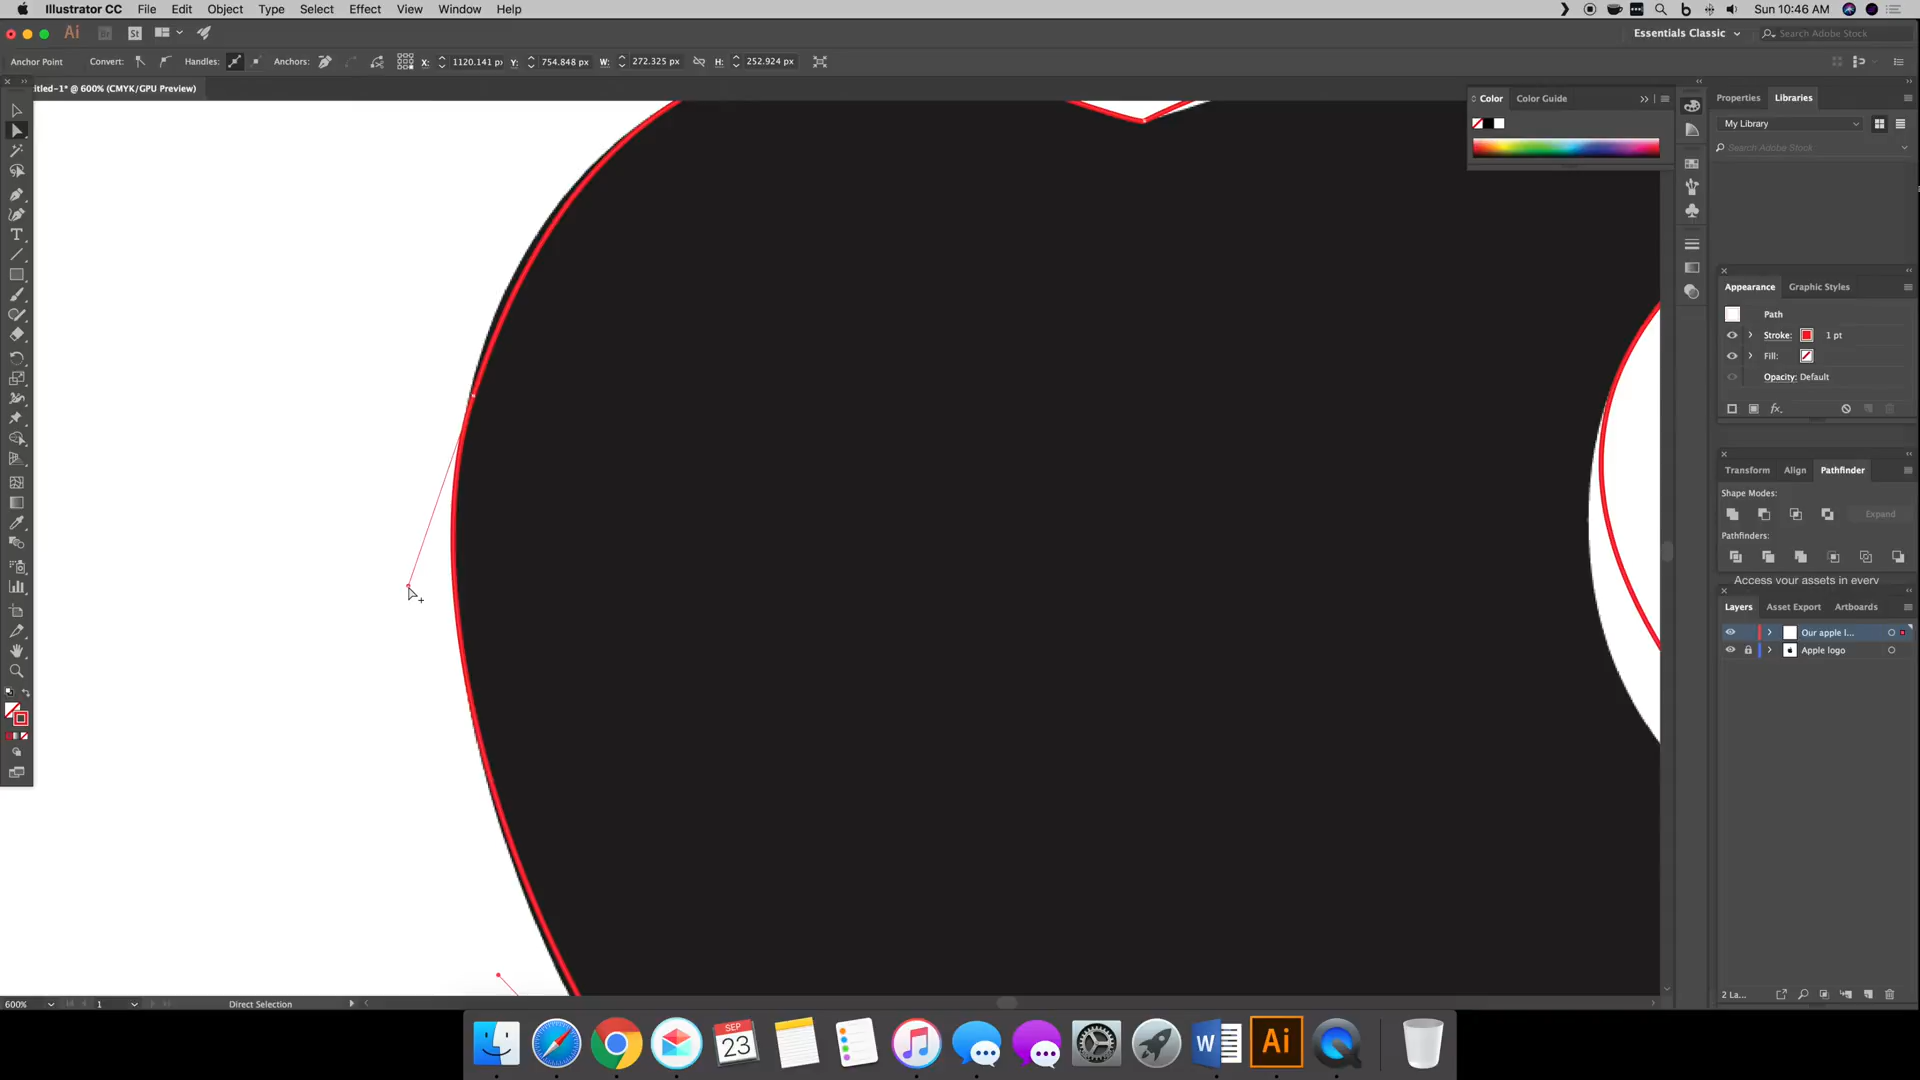 Illustrator CC File Edit Object Type Select Effect View Window Help
Sun 10:46 AM
Ai Br St
Essentials Classic
Search Adobe Stock
Anchor Point Convert: Handles: Anchors: X: 1120.141 px Y: 754.848 px W: 272.325 px H: 252.924 px
titled-1* @ 600% (CMYK/GPU Preview)
Color Color Guide
Properties Libraries
My Library
Search Adobe Stock
Appearance Graphic Styles
Path
Stroke: 1 pt
Fill:
Opacity: Default
fx.
Transform Align Pathfinder
Shape Modes:
Expand
Pathfinders:
Access your assets in every
Layers Asset Export Artboards
Our apple l...
Apple logo
2 La...
600% 1 Direct Selection
SEP
23
W
Ai